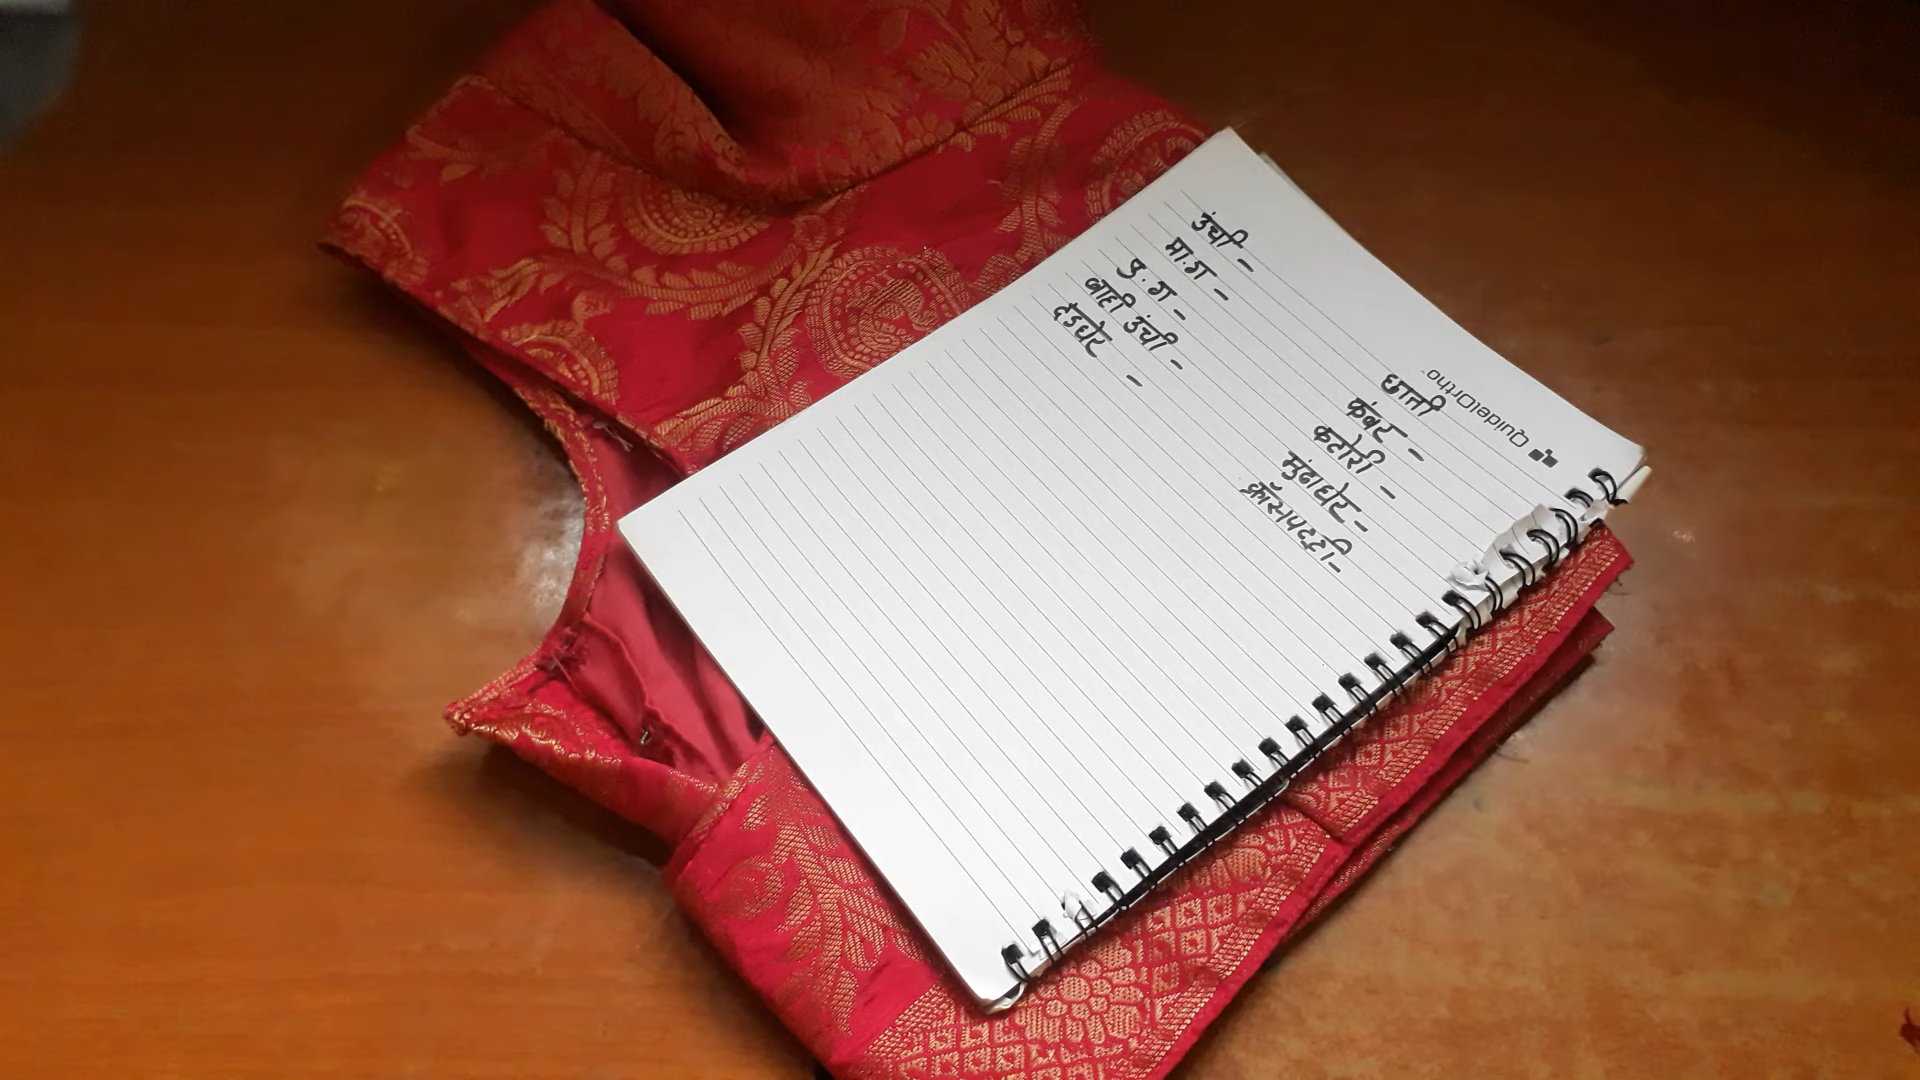 उंची -
मा.ग -
पु.ग -
बाही उंची -
दंडघेर -
छाती
कंबर -
कटोरी -
मुंढाघेर -
क्रॉसपट्टी -
QuidelOrtho